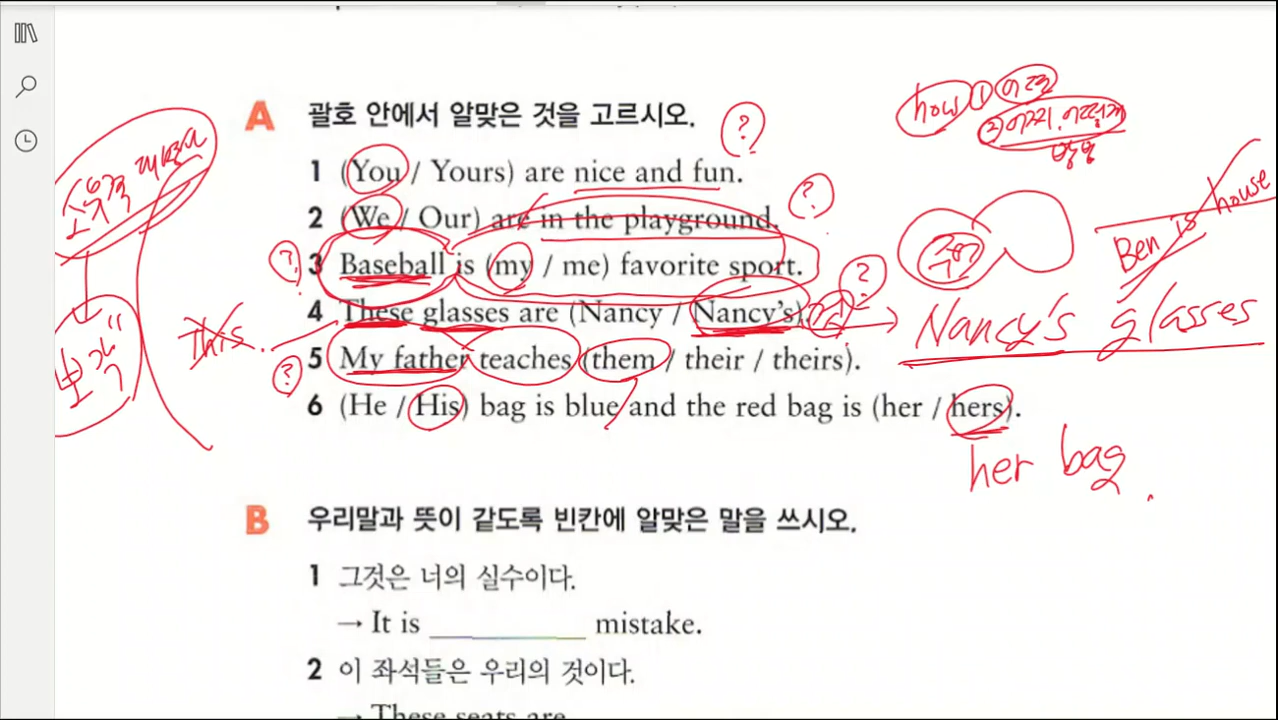 A 괄호 안에서 알맞은 것을 고르시오.
1 (You / Yours) are nice and fun.
2 (We / Our) are in the playground.
3 Baseball is (my / me) favorite sport.
4 These glasses are (Nancy / Nancy's).
5 My father teaches (them / their / theirs).
6 (He / His) bag is blue and the red bag is (her / hers).
B 우리말과 뜻이 같도록 빈칸에 알맞은 말을 쓰시오.
1 그것은 너의 실수이다.
→ It is __________ mistake.
2 이 좌석들은 우리의 것이다.
→ These seats are
how ①
②
?
?
?
?
?
Ben is house
Nancy's glasses
This
her bag.